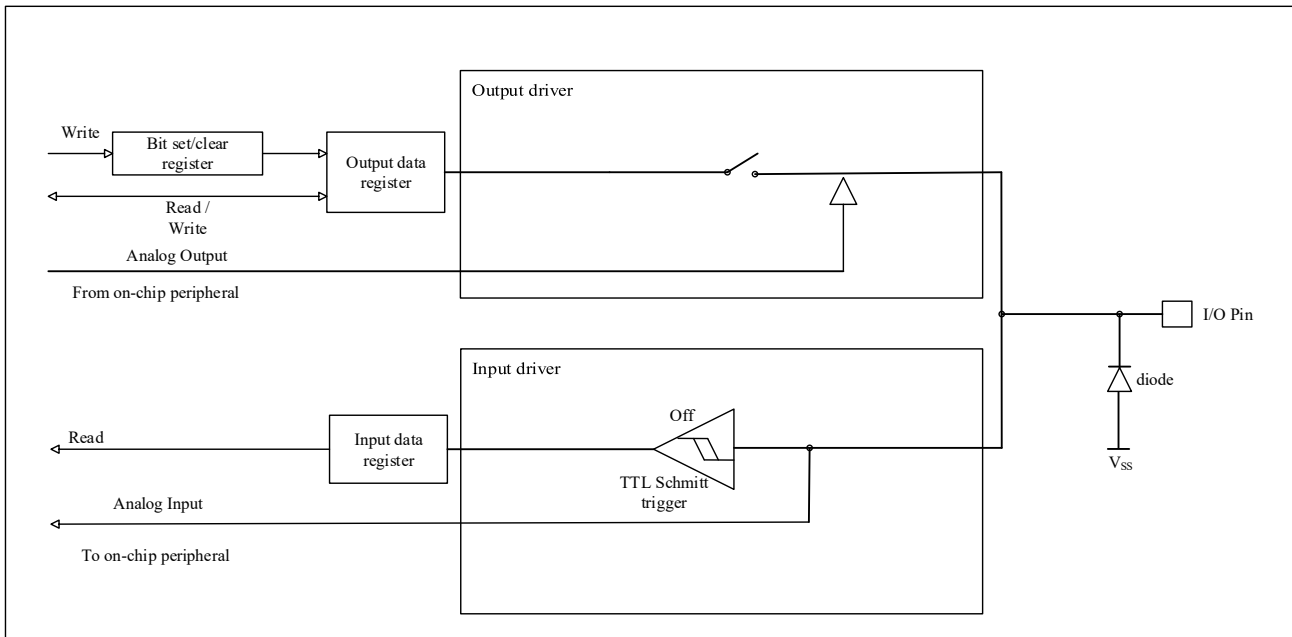 Output driver
Write
Bit set/clear
register
Output data
register
Read /
Write
Analog Output
From on-chip peripheral
I/O Pin
Input driver
diode
Off
Read
Input data
register
VSS
TTL Schmitt
trigger
Analog Input
To on-chip peripheral